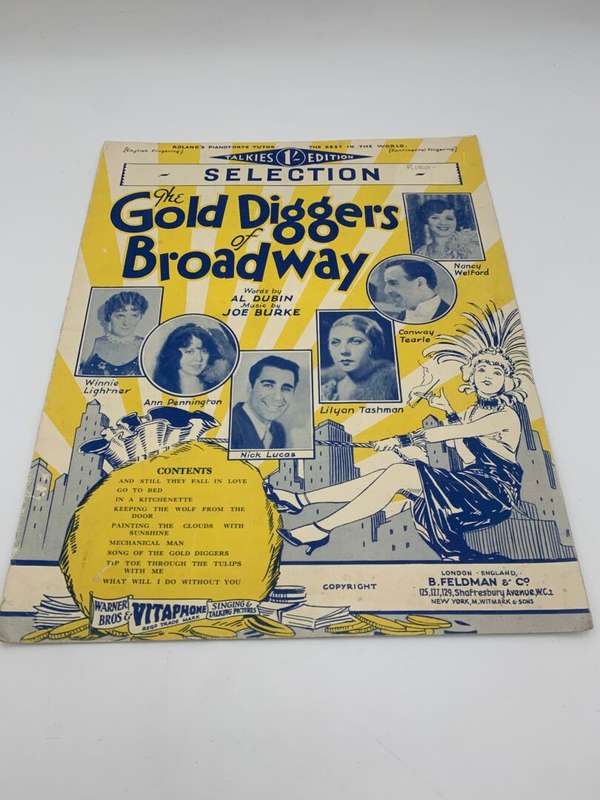 ROLAND'S PIANOFORTE TUTOR THE BEST IN THE WORLD.
(English Fingering) (Continental Fingering)
TALKIES 1/- EDITION
SELECTION
The
Gold Diggers
of
Broadway
Words by
AL DUBIN
Music by
JOE BURKE
Nancy
Welford
Conway
Tearle
Winnie
Lightner
Ann Pennington
Nick Lucas
Lilyan Tashman
CONTENTS
AND STILL THEY FALL IN LOVE
GO TO BED
IN A KITCHENETTE
KEEPING THE WOLF FROM THE
DOOR
PAINTING THE CLOUDS WITH
SUNSHINE
MECHANICAL MAN
SONG OF THE GOLD DIGGERS
TIP TOE THROUGH THE TULIPS
WITH ME
WHAT WILL I DO WITHOUT YOU
WARNER
BROS &
VITAPHONE
REGD TRADE MARK
SINGING &
TALKING PICTURES
COPYRIGHT
LONDON - ENGLAND,
B. FELDMAN & Co.
125, 127, 129, Shaftesbury Avenue, W.C.2
NEW YORK, M. WITMARK & SONS